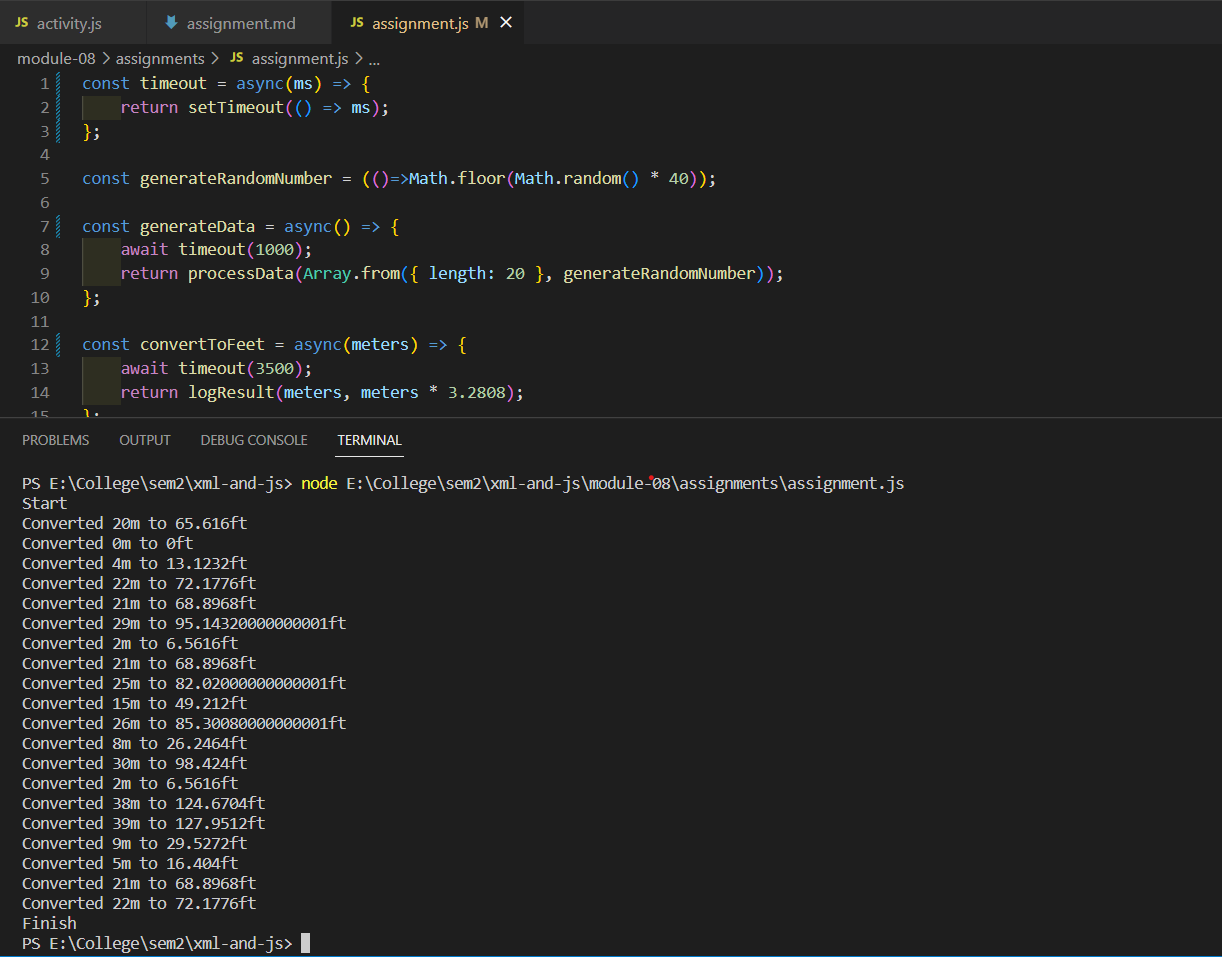 JS activity.js assignment.md JS assignment.js M ×
module-08 > assignments > JS assignment.js > ...
1 const timeout = async(ms) => {
2 return setTimeout(() => ms);
3 };
4
5 const generateRandomNumber = (()=>Math.floor(Math.random() * 40));
6
7 const generateData = async() => {
8 await timeout(1000);
9 return processData(Array.from({ length: 20 }, generateRandomNumber));
10 };
11
12 const convertToFeet = async(meters) => {
13 await timeout(3500);
14 return logResult(meters, meters * 3.2808);
15 };
PROBLEMS OUTPUT DEBUG CONSOLE TERMINAL
PS E:\College\sem2\xml-and-js> node E:\College\sem2\xml-and-js\module-08\assignments\assignment.js
Start
Converted 20m to 65.616ft
Converted 0m to 0ft
Converted 4m to 13.1232ft
Converted 22m to 72.1776ft
Converted 21m to 68.8968ft
Converted 29m to 95.14320000000001ft
Converted 2m to 6.5616ft
Converted 21m to 68.8968ft
Converted 25m to 82.02000000000001ft
Converted 15m to 49.212ft
Converted 26m to 85.30080000000001ft
Converted 8m to 26.2464ft
Converted 30m to 98.424ft
Converted 2m to 6.5616ft
Converted 38m to 124.6704ft
Converted 39m to 127.9512ft
Converted 9m to 29.5272ft
Converted 5m to 16.404ft
Converted 21m to 68.8968ft
Converted 22m to 72.1776ft
Finish
PS E:\College\sem2\xml-and-js>